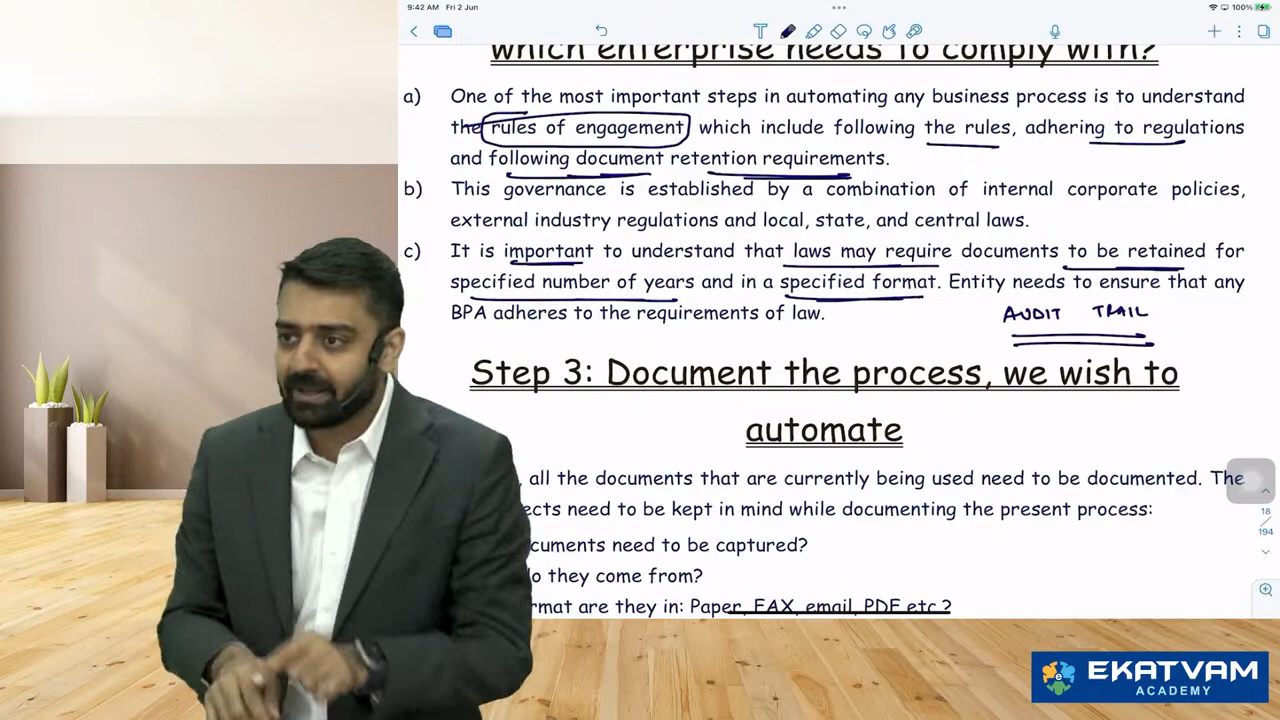 9:42 AM Fri 2 Jun
100%
which enterprise needs to comply with?
a) One of the most important steps in automating any business process is to understand
the rules of engagement which include following the rules, adhering to regulations
and following document retention requirements.
b) This governance is established by a combination of internal corporate policies,
external industry regulations and local, state, and central laws.
c) It is important to understand that laws may require documents to be retained for
specified number of years and in a specified format. Entity needs to ensure that any
BPA adheres to the requirements of law.
AUDIT TRAIL
Step 3: Document the process, we wish to
automate
, all the documents that are currently being used need to be documented. The
need to be kept in mind while documenting the present process:
need to be captured?
they come from?
are they in: Paper, FAX, email, PDF etc.?
18
/
194
EKATVAM
ACADEMY